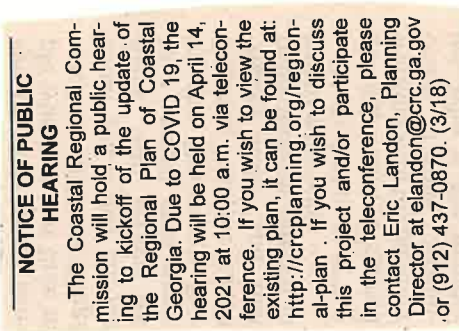 NOTICE OF PUBLIC
HEARING
The Coastal Regional Com-
mission will hold a public hear-
ing to kickoff of the update of
the Regional Plan of Coastal
Georgia. Due to COVID 19, the
hearing will be held on April 14,
2021 at 10:00 a.m. via telecon-
ference. If you wish to view the
existing plan, it can be found at:
http://crcplanning.org/region-
al-plan . If you wish to discuss
this project and/or participate
in the teleconference, please
contact Eric Landon, Planning
Director at elandon@crc.ga.gov
or (912) 437-0870. (3/18)